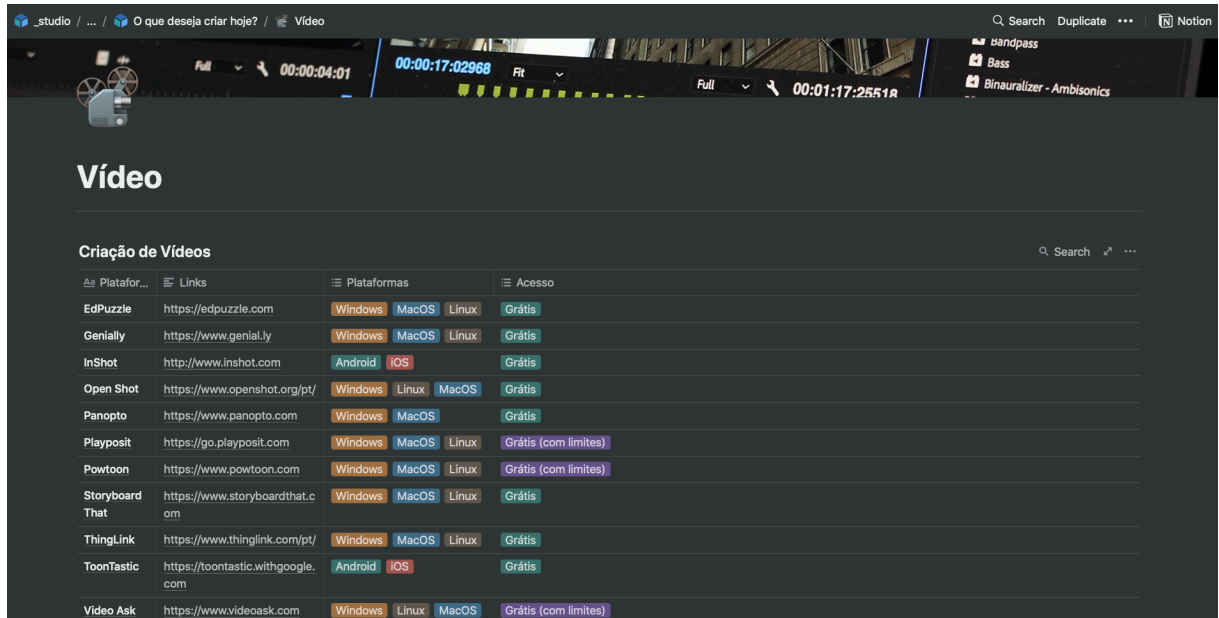 _studio / ... / O que deseja criar hoje? / Vídeo
Search Duplicate ••• Notion
Full 00:00:04:01
00:00:17:02968 Fit
Full 00:01:17:25518
Bandpass
Bass
Binauralizer - Ambisonics
Vídeo
Criação de Vídeos
Search •••
Aa Platafor... Links Plataformas Acesso
EdPuzzle https://edpuzzle.com Windows MacOS Linux Grátis
Genially https://www.genial.ly Windows MacOS Linux Grátis
InShot http://www.inshot.com Android iOS Grátis
Open Shot https://www.openshot.org/pt/ Windows Linux MacOS Grátis
Panopto https://www.panopto.com Windows MacOS Grátis
Playposit https://go.playposit.com Windows MacOS Linux Grátis (com limites)
Powtoon https://www.powtoon.com Windows MacOS Linux Grátis (com limites)
Storyboard https://www.storyboardthat.c Windows MacOS Linux Grátis
That om
ThingLink https://www.thinglink.com/pt/ Windows MacOS Linux Grátis
ToonTastic https://toontastic.withgoogle. Android iOS Grátis
com
Video Ask https://www.videoask.com Windows Linux MacOS Grátis (com limites)